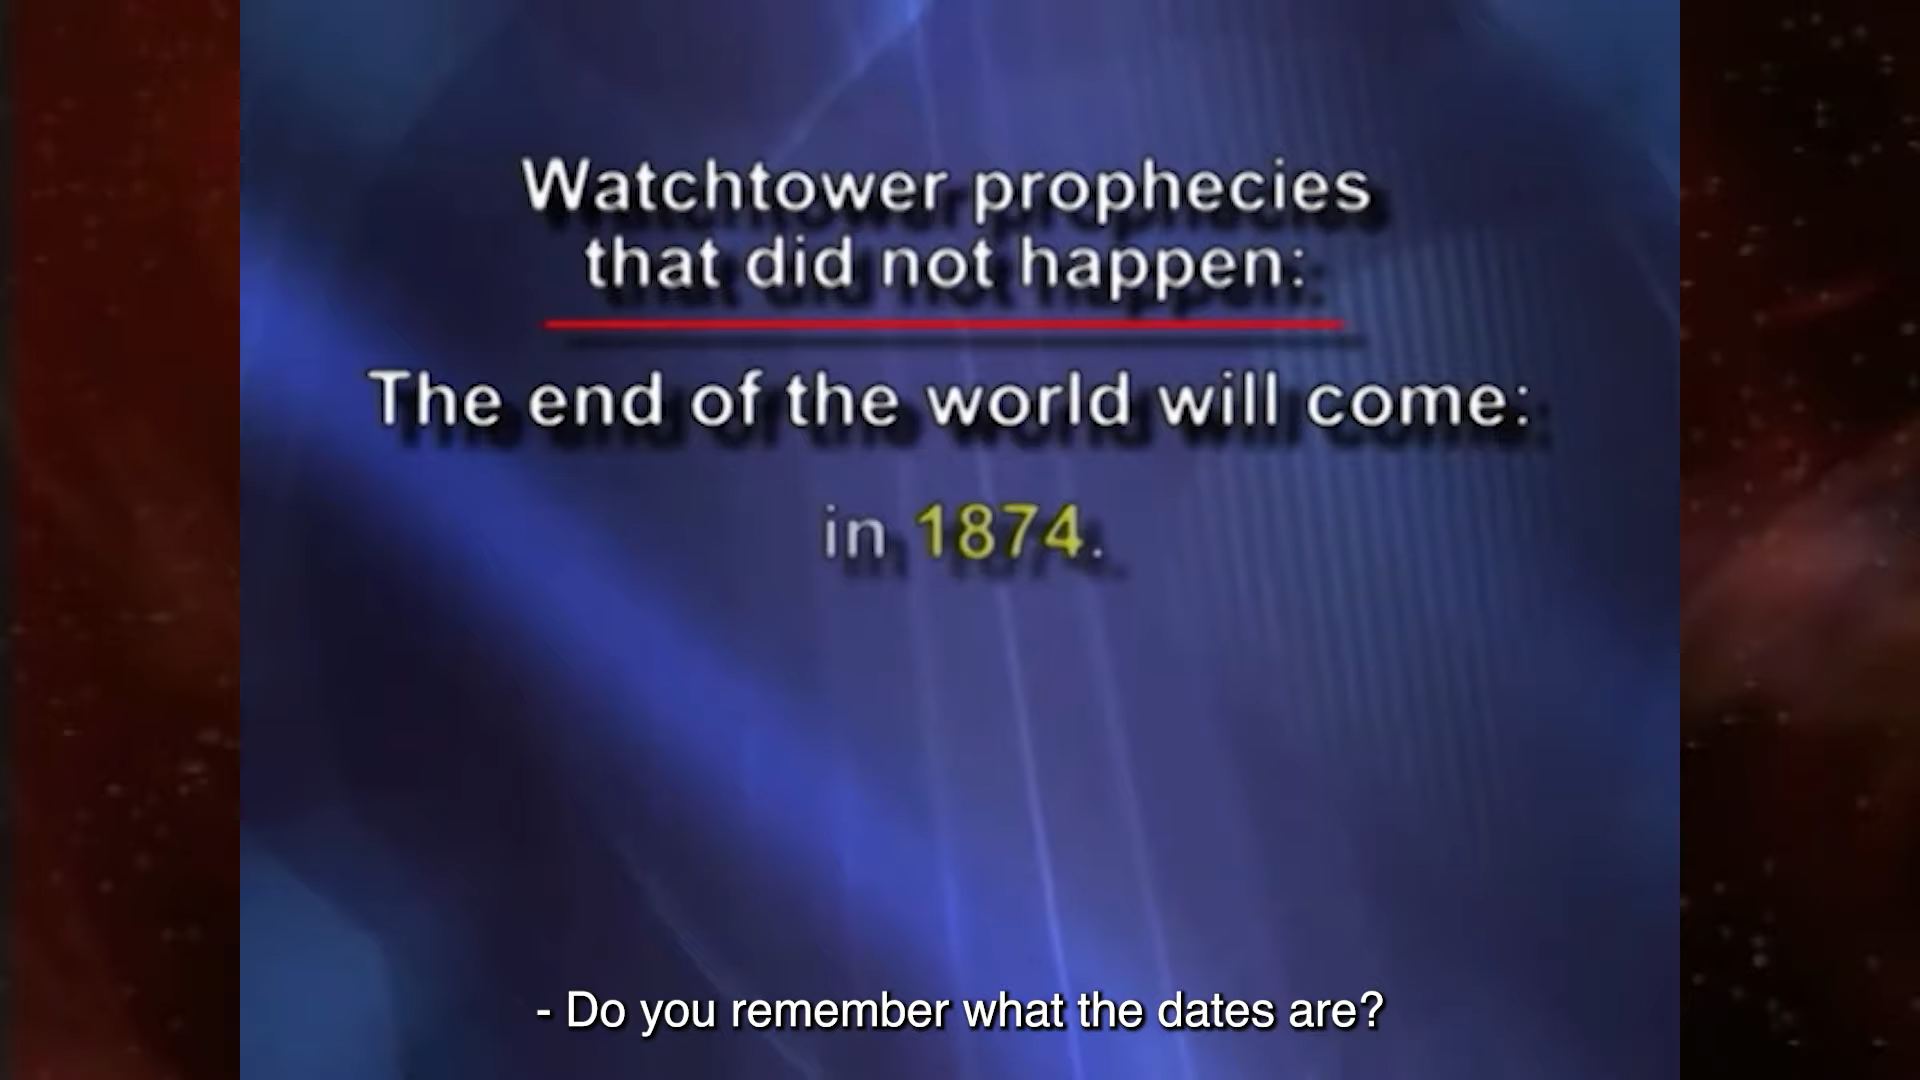 Watchtower prophecies
that did not happen:
The end of the world will come:
in 1874.
- Do you remember what the dates are?